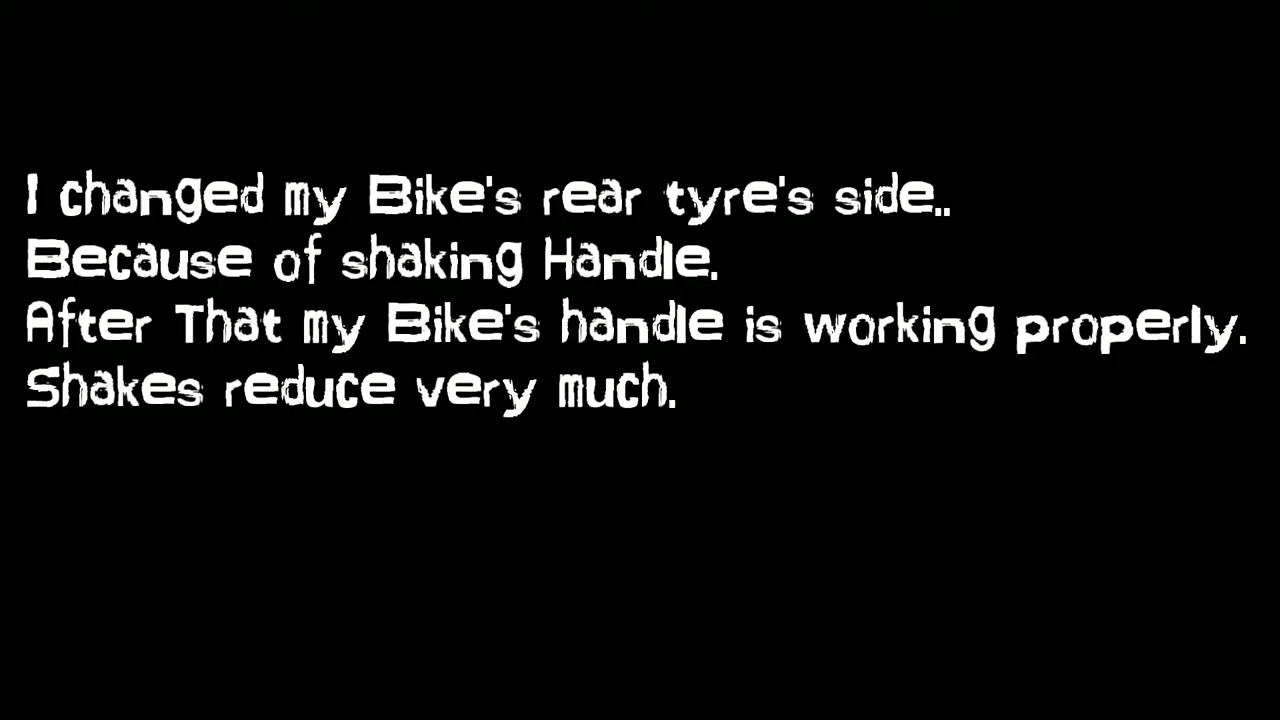 I changed my Bike's rear tyre's side..
Because of shaking Handle.
After That my Bike's handle is working properly.
Shakes reduce very much.